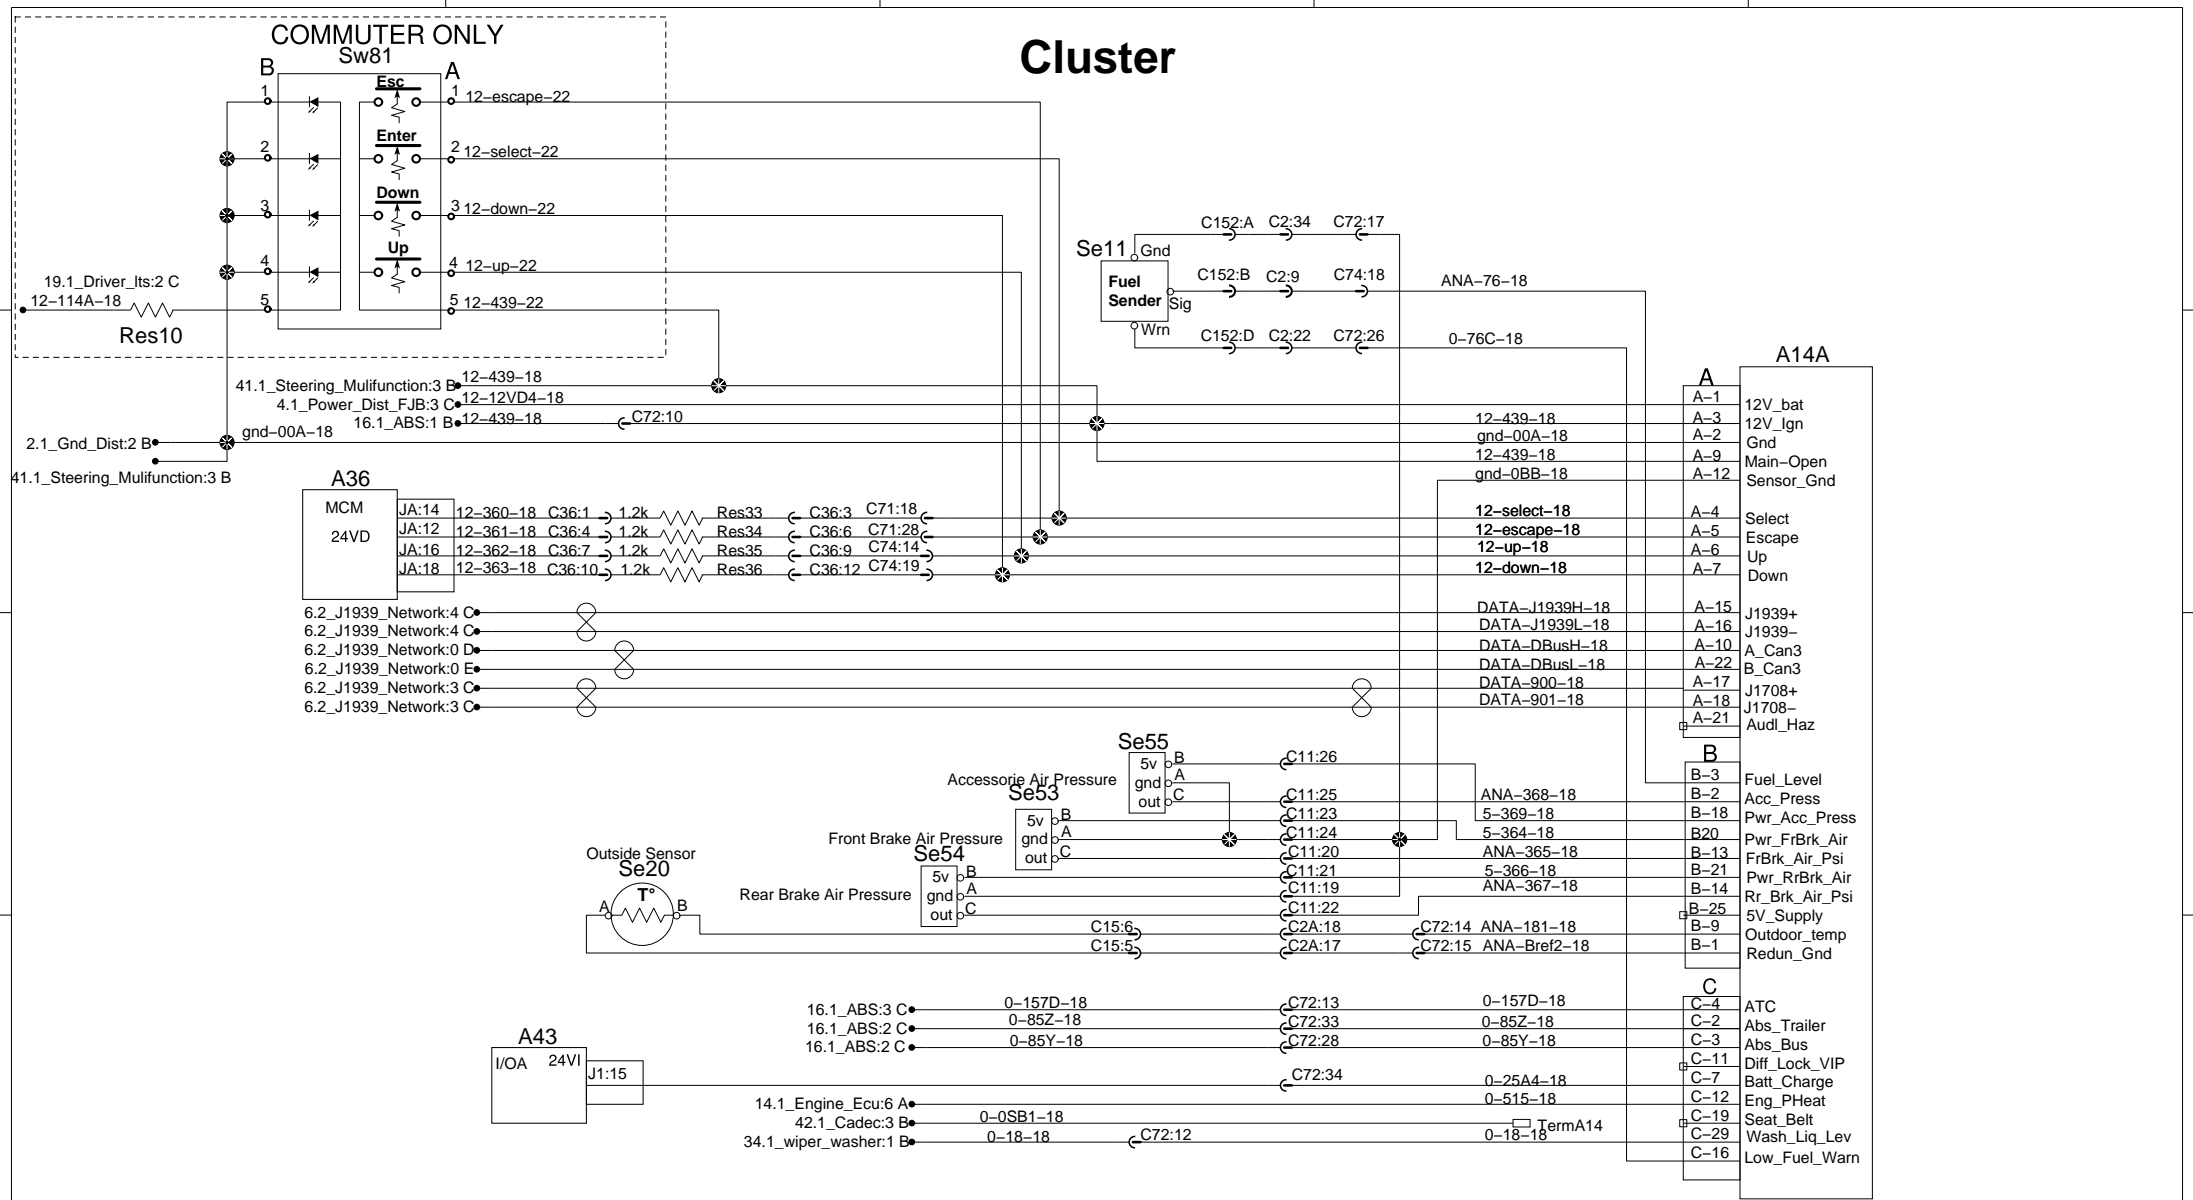 Cluster
COMMUTER ONLY
Sw81
B A
Esc
1 1 12-escape-22
Enter
2 2 12-select-22
Down
3 3 12-down-22
Up
4 4 12-up-22
5 5 12-439-22
19.1_Driver_lts:2 C
12-114A-18
Res10
Se11
Fuel Sender
Gnd C152:A C2:34 C72:17
Sig C152:B C2:9 C74:18 ANA-76-18
Wrn C152:D C2:22 C72:26 0-76C-18
A14A
A
41.1_Steering_Mulifunction:3 B 12-439-18
4.1_Power_Dist_FJB:3 C 12-12VD4-18 A-1 12V_bat
16.1_ABS:1 B 12-439-18 C72:10 12-439-18 A-3 12V_Ign
2.1_Gnd_Dist:2 B gnd-00A-18 gnd-00A-18 A-2 Gnd
41.1_Steering_Mulifunction:3 B
12-439-18 A-9 Main-Open
gnd-0BB-18 A-12 Sensor_Gnd
A36
MCM
24VD
JA:14 12-360-18 C36:1 1.2k Res33 C36:3 C71:18 12-select-18 A-4 Select
JA:12 12-361-18 C36:4 1.2k Res34 C36:6 C71:28 12-escape-18 A-5 Escape
JA:16 12-362-18 C36:7 1.2k Res35 C36:9 C74:14 12-up-18 A-6 Up
JA:18 12-363-18 C36:10 1.2k Res36 C36:12 C74:19 12-down-18 A-7 Down
6.2_J1939_Network:4 C DATA-J1939H-18 A-15 J1939+
6.2_J1939_Network:4 C DATA-J1939L-18 A-16 J1939-
6.2_J1939_Network:0 D DATA-DBusH-18 A-10 A_Can3
6.2_J1939_Network:0 E DATA-DBusL-18 A-22 B_Can3
6.2_J1939_Network:3 C DATA-900-18 A-17 J1708+
6.2_J1939_Network:3 C DATA-901-18 A-18 J1708-
A-21 Audl_Haz
B
Se55
Accessorie Air Pressure
5v B C11:26
gnd A
out C C11:25 ANA-368-18
B-3 Fuel_Level
B-2 Acc_Press
Se53
Front Brake Air Pressure
5v B C11:23 5-369-18 B-18 Pwr_Acc_Press
gnd A C11:24 5-364-18 B20 Pwr_FrBrk_Air
out C C11:20 ANA-365-18 B-13 FrBrk_Air_Psi
Se54
Rear Brake Air Pressure
5v B C11:21 5-366-18 B-21 Pwr_RrBrk_Air
gnd A C11:19 ANA-367-18 B-14 Rr_Brk_Air_Psi
out C C11:22 B-25 5V_Supply
Outside Sensor
Se20
T°
A B
C15:6 C2A:18 C72:14 ANA-181-18 B-9 Outdoor_temp
C15:5 C2A:17 C72:15 ANA-Bref2-18 B-1 Redun_Gnd
C
16.1_ABS:3 C 0-157D-18 C72:13 0-157D-18 C-4 ATC
16.1_ABS:2 C 0-85Z-18 C72:33 0-85Z-18 C-2 Abs_Trailer
16.1_ABS:2 C 0-85Y-18 C72:28 0-85Y-18 C-3 Abs_Bus
C-11 Diff_Lock_VIP
A43
I/OA 24VI
J1:15 C72:34 0-25A4-18 C-7 Batt_Charge
14.1_Engine_Ecu:6 A 0-515-18 C-12 Eng_PHeat
42.1_Cadec:3 B 0-0SB1-18 TermA14 C-19 Seat_Belt
34.1_wiper_washer:1 B 0-18-18 C72:12 0-18-18 C-29 Wash_Liq_Lev
C-16 Low_Fuel_Warn